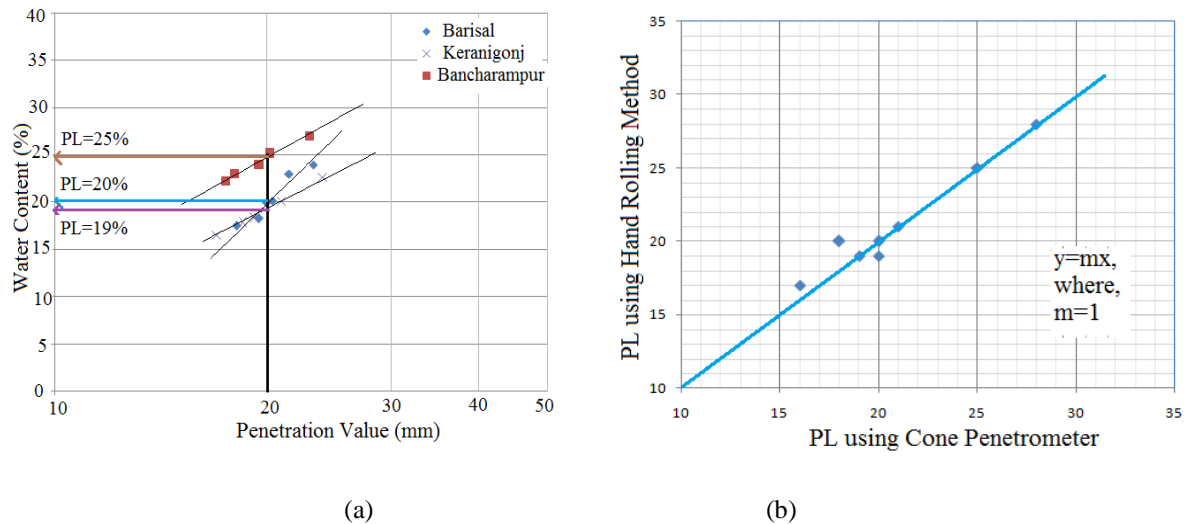 40
35
30
25
20
15
10
5
0
Water Content (%)
Barisal
Keranigonj
Bancharampur
PL=25%
PL=20%
PL=19%
10
20
30
40
50
Penetration Value (mm)
(a)
35
30
25
20
15
10
PL using Hand Rolling Method
y=mx,
where,
m=1
10
15
20
25
30
35
PL using Cone Penetrometer
(b)